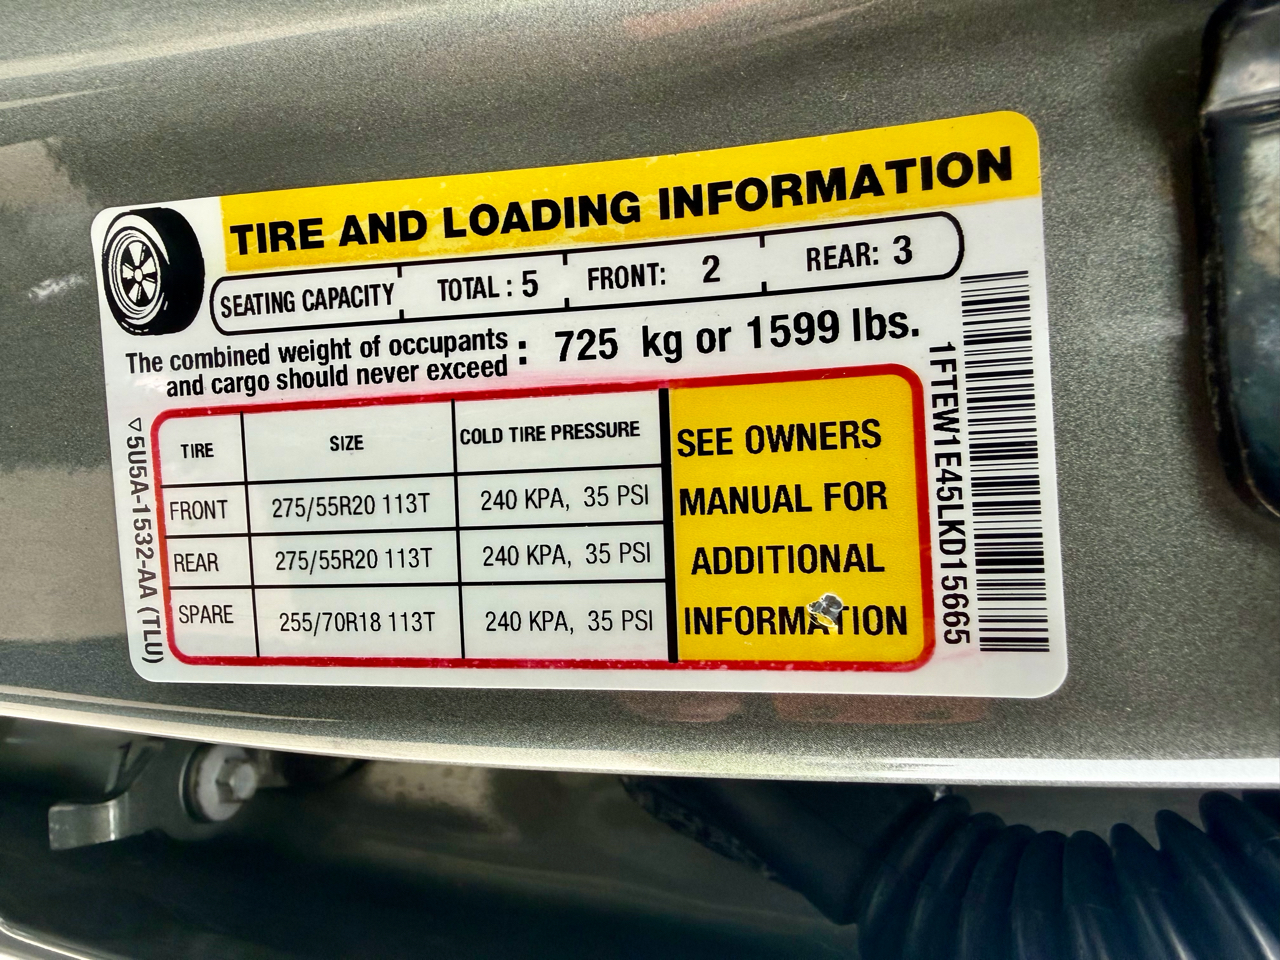 TIRE AND LOADING INFORMATION
SEATING CAPACITY TOTAL : 5 FRONT: 2 REAR: 3
The combined weight of occupants
and cargo should never exceed : 725 kg or 1599 lbs.
TIRE SIZE COLD TIRE PRESSURE
FRONT 275/55R20 113T 240 KPA, 35 PSI
REAR 275/55R20 113T 240 KPA, 35 PSI
SPARE 255/70R18 113T 240 KPA, 35 PSI
SEE OWNERS
MANUAL FOR
ADDITIONAL
INFORMATION
5U5A-1532-AA (TLU)
1FTEW1E45LKD15665